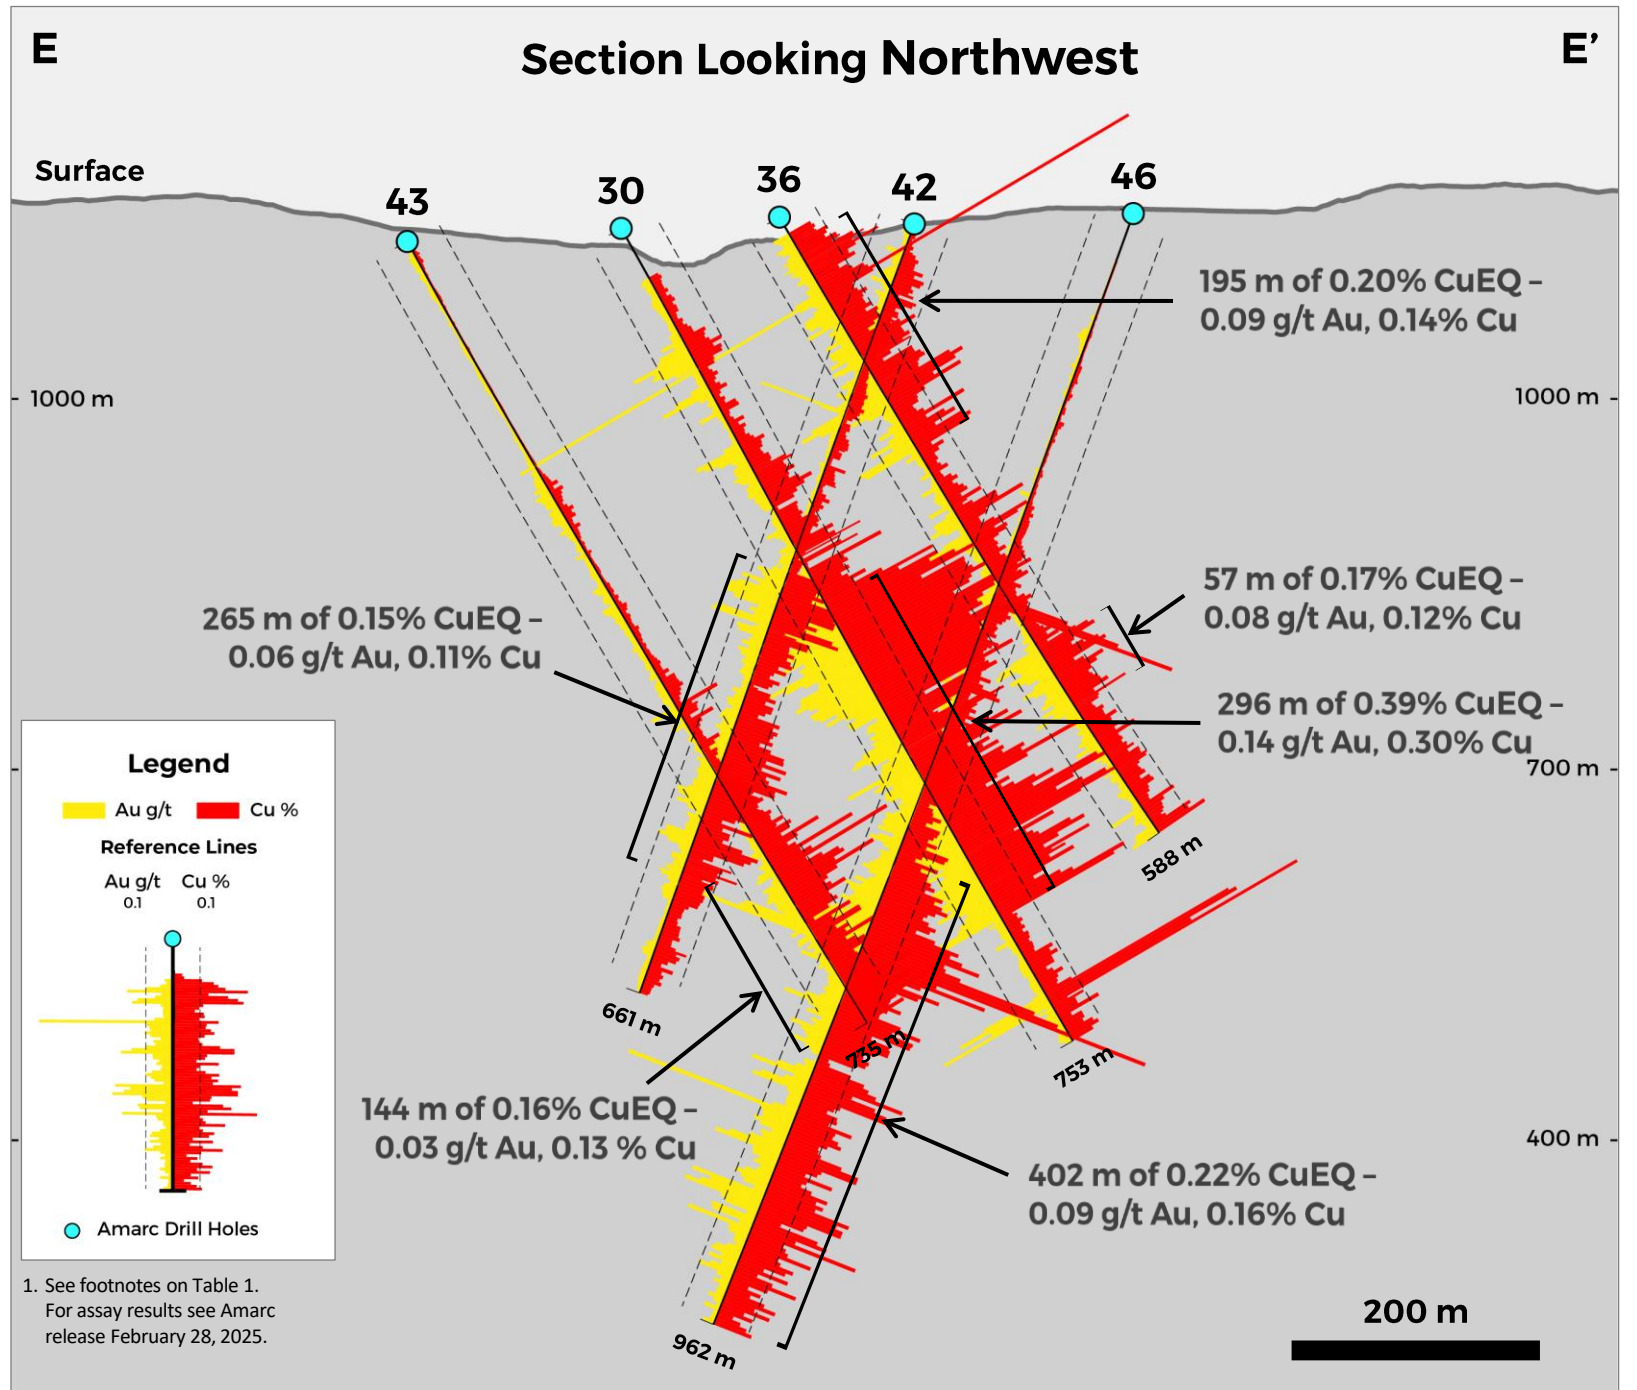 E
Section Looking Northwest
E’
Surface
43
30
36
42
46
195 m of 0.20% CuEQ –
0.09 g/t Au, 0.14% Cu
1000 m
1000 m
57 m of 0.17% CuEQ –
0.08 g/t Au, 0.12% Cu
265 m of 0.15% CuEQ –
0.06 g/t Au, 0.11% Cu
296 m of 0.39% CuEQ –
0.14 g/t Au, 0.30% Cu
700 m
588 m
661 m
735 m
753 m
144 m of 0.16% CuEQ –
0.03 g/t Au, 0.13 % Cu
400 m
402 m of 0.22% CuEQ –
0.09 g/t Au, 0.16% Cu
962 m
Legend
Au g/t
Cu %
Reference Lines
Au g/t Cu %
0.1 0.1
Amarc Drill Holes
1. See footnotes on Table 1.
For assay results see Amarc
release February 28, 2025.
200 m